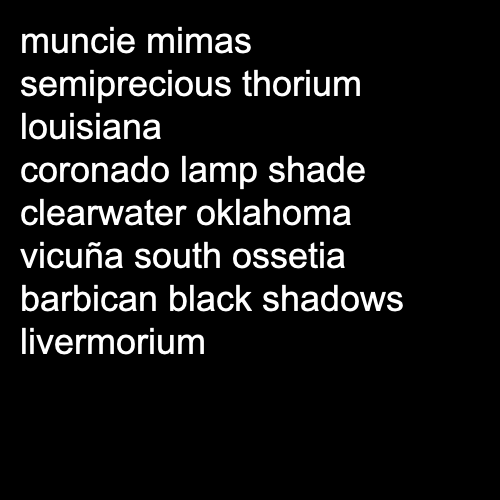 muncie mimas
semiprecious thorium
louisiana
coronado lamp shade
clearwater oklahoma
vicuña south ossetia
barbican black shadows
livermorium